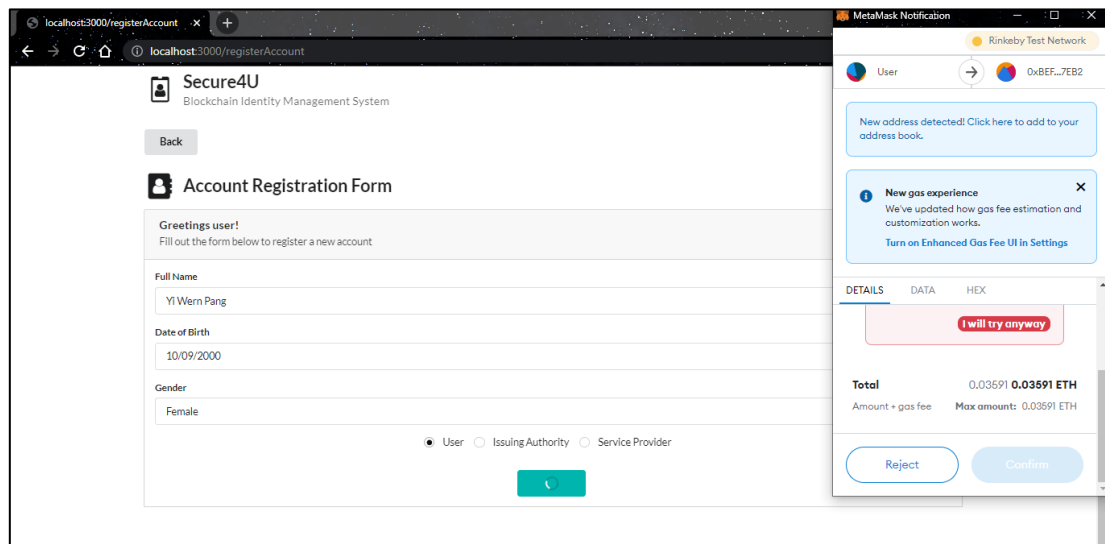 localhost:3000/registerAccount
localhost:3000/registerAccount
Secure4U
Blockchain Identity Management System
Back
Account Registration Form
Greetings user!
Fill out the form below to register a new account
Full Name
Yi Wern Pang
Date of Birth
10/09/2000
Gender
Female
User Issuing Authority Service Provider
MetaMask Notification
Rinkeby Test Network
User 0xBEF...7EB2
New address detected! Click here to add to your
address book.
New gas experience
We've updated how gas fee estimation and
customization works.
Turn on Enhanced Gas Fee UI in Settings
DETAILS DATA HEX
I will try anyway
Total 0.03591 0.03591 ETH
Amount + gas fee Max amount: 0.03591 ETH
Reject Confirm